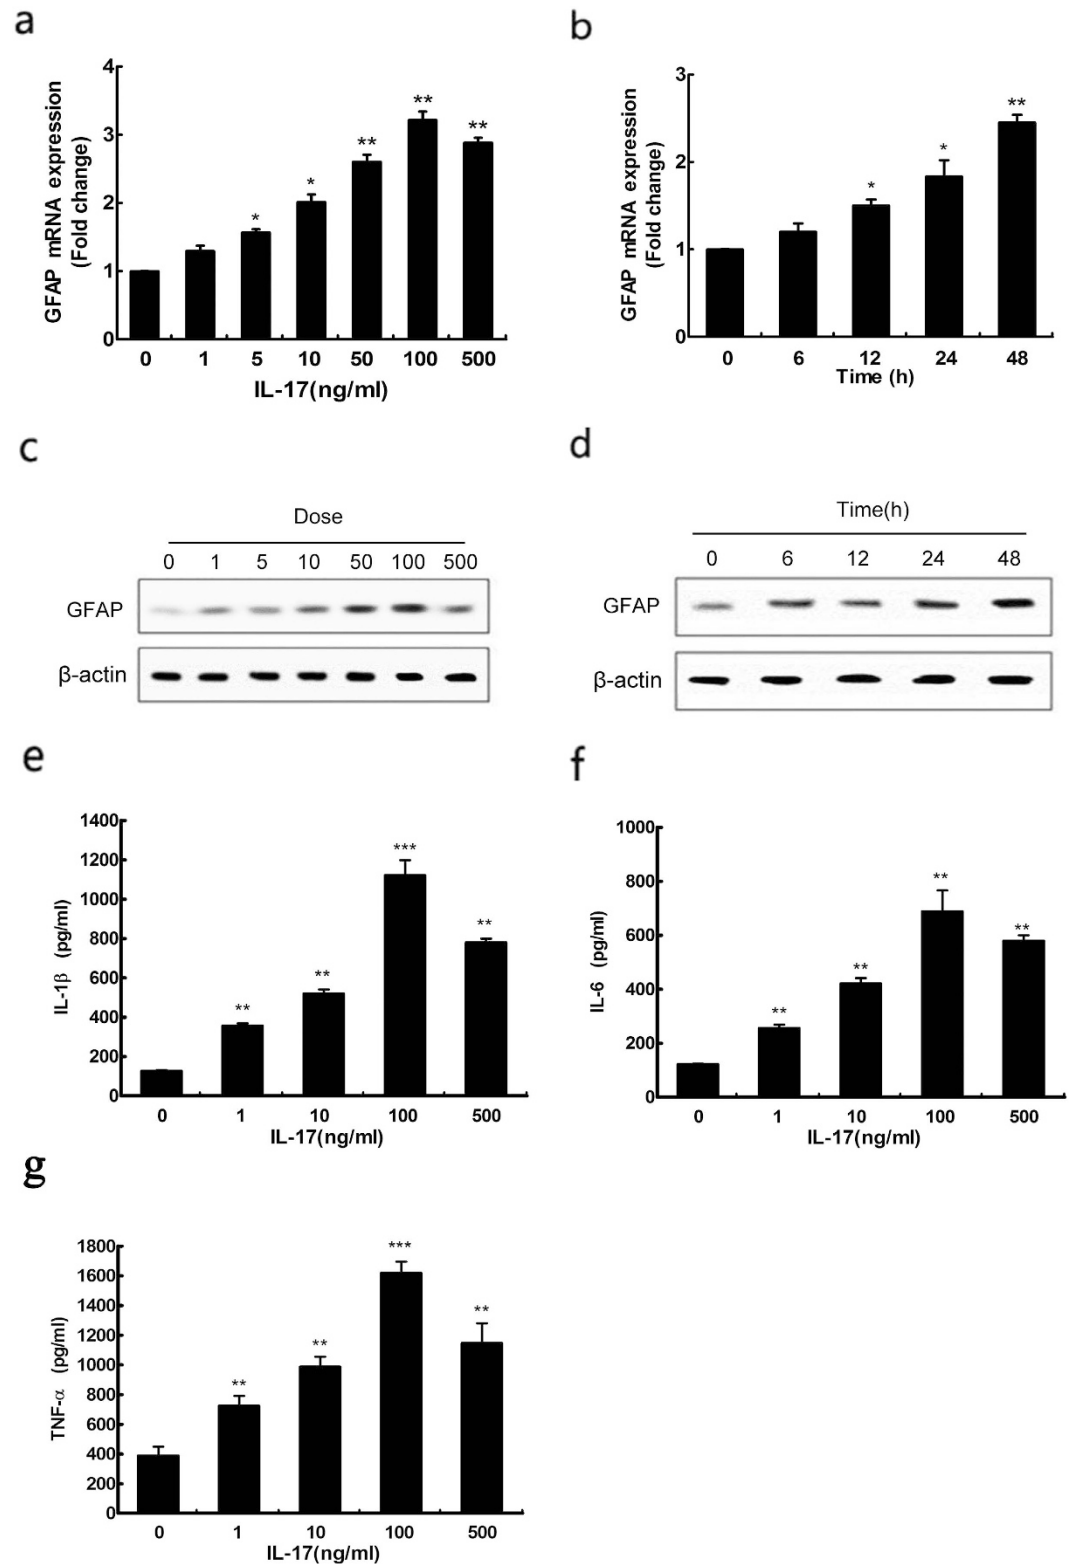 a
GFAP mRNA expression
(Fold change)
4
3
2
1
0
*
*
**
**
**
0 1 5 10 50 100 500
IL-17(ng/ml)
b
GFAP mRNA expression
(Fold change)
3
2
1
0
*
*
**
0 6 12 24 48
Time (h)
c
Dose
0 1 5 10 50 100 500
GFAP
β-actin
d
Time(h)
0 6 12 24 48
GFAP
β-actin
e
IL-1β (pg/ml)
1400
1200
1000
800
600
400
200
0
**
**
***
**
0 1 10 100 500
IL-17(ng/ml)
f
IL-6 (pg/ml)
1000
800
600
400
200
0
**
**
**
**
0 1 10 100 500
IL-17(ng/ml)
g
TNF-α (pg/ml)
1800
1600
1400
1200
1000
800
600
400
200
0
**
**
***
**
0 1 10 100 500
IL-17(ng/ml)